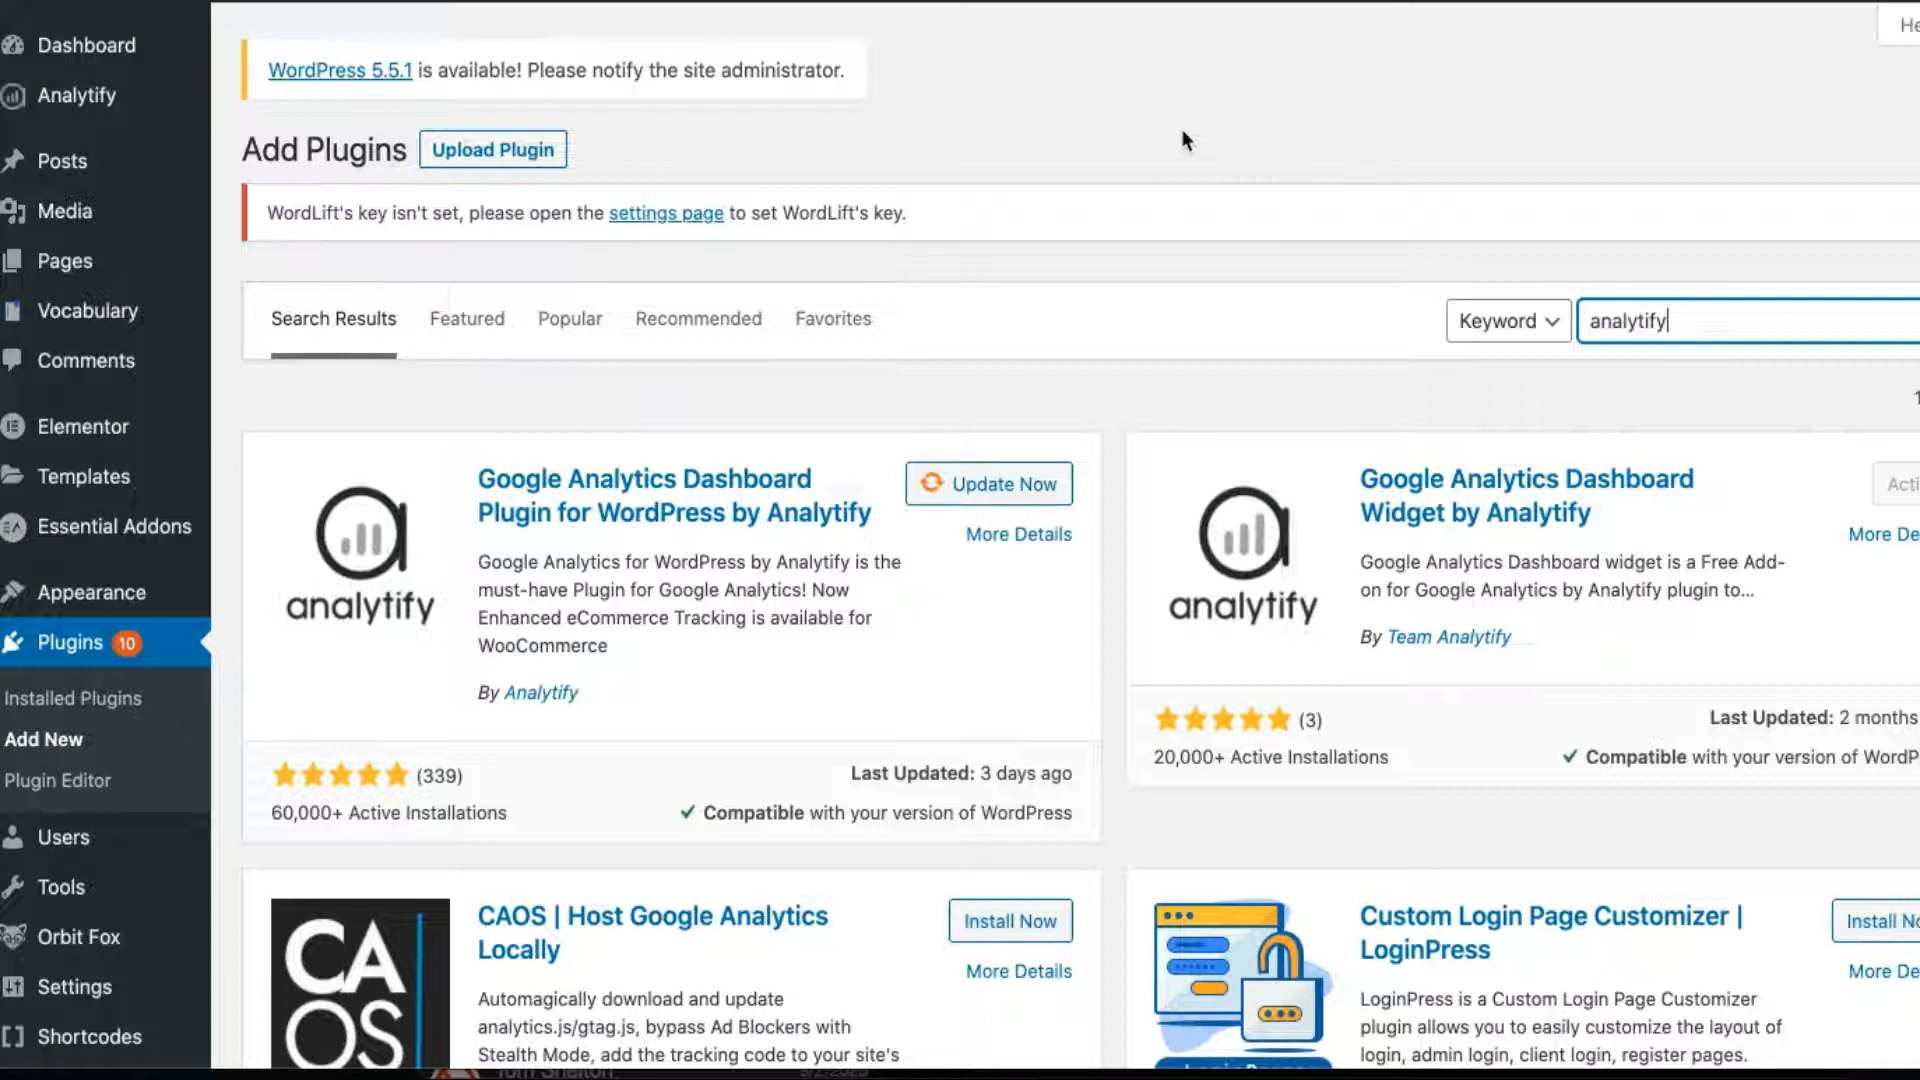 He
Dashboard
WordPress 5.5.1 is available! Please notify the site administrator.
Analytify
Add Plugins
Upload Plugin
Posts
WordLift's key isn't set, please open the settings page to set WordLift's key.
Media
Pages
Vocabulary
Comments
Search Results
Featured
Popular
Recommended
Favorites
Keyword
analytify
Elementor
Templates
Essential Addons
Appearance
Plugins 10
Installed Plugins
Add New
Plugin Editor
Users
Tools
Orbit Fox
Settings
Shortcodes
analytify
Google Analytics Dashboard
Plugin for WordPress by Analytify
Update Now
More Details
Google Analytics for WordPress by Analytify is the
must-have Plugin for Google Analytics! Now
Enhanced eCommerce Tracking is available for
WooCommerce
By Analytify
(339)
Last Updated: 3 days ago
60,000+ Active Installations
Compatible with your version of WordPress
analytify
Google Analytics Dashboard
Widget by Analytify
Acti
More De
Google Analytics Dashboard widget is a Free Add-
on for Google Analytics by Analytify plugin to...
By Team Analytify
(3)
Last Updated: 2 months
20,000+ Active Installations
Compatible with your version of WordP
CAOS
CAOS | Host Google Analytics
Locally
Install Now
More Details
Automagically download and update
analytics.js/gtag.js, bypass Ad Blockers with
Stealth Mode, add the tracking code to your site's
Custom Login Page Customizer |
LoginPress
Install No
More De
LoginPress is a Custom Login Page Customizer
plugin allows you to easily customize the layout of
login, admin login, client login, register pages.